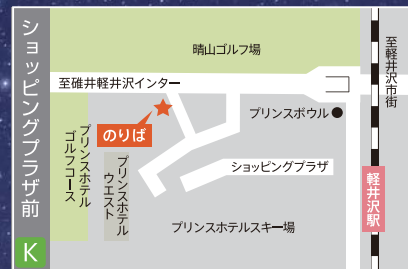 ショッピングプラザ前
K
晴山ゴルフ場
至碓井軽井沢インター
至軽井沢市街
プリンスボウル
のりば
プリンスホテル
ゴルフコース
プリンスホテル
ウエスト
ショッピングプラザ
軽井沢駅
プリンスホテルスキー場